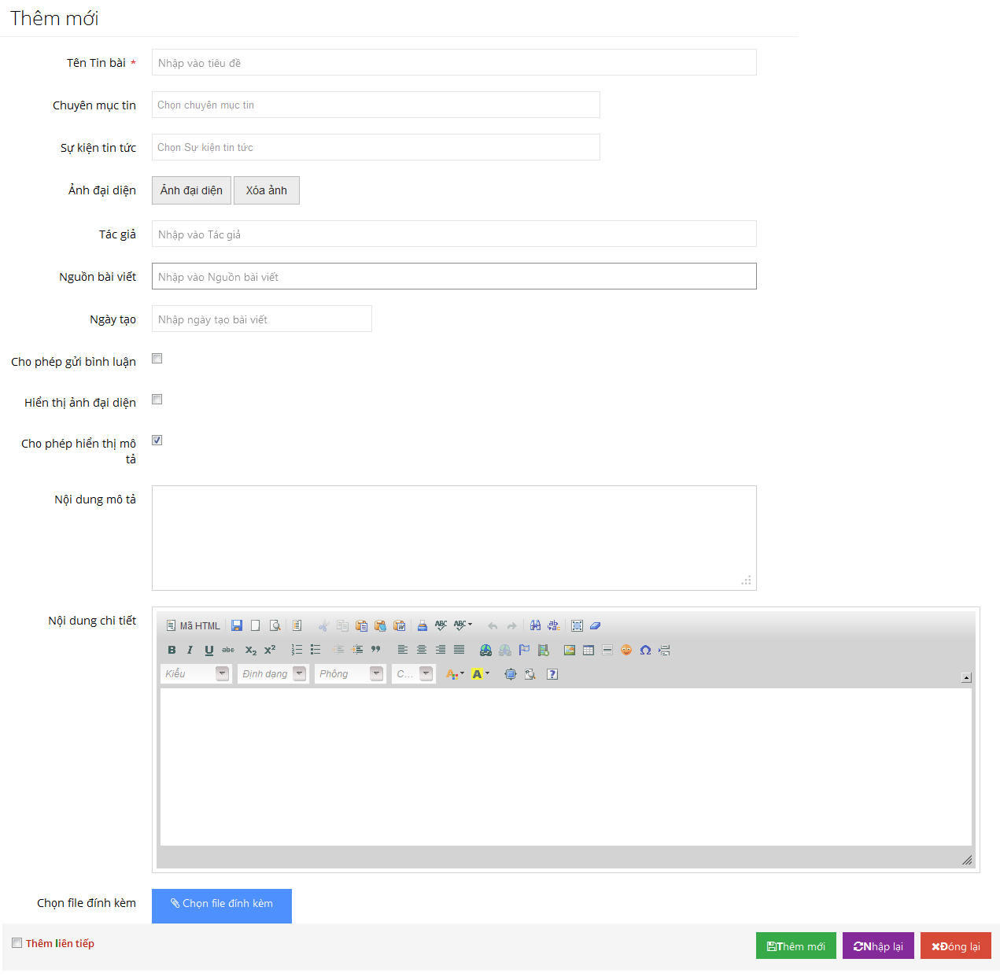 Thêm mới
Tên Tin bài * Nhập vào tiêu đề
Chuyên mục tin Chọn chuyên mục tin
Sự kiện tin tức Chọn Sự kiện tin tức
Ảnh đại diện Ảnh đại diện Xóa ảnh
Tác giả Nhập vào Tác giả
Nguồn bài viết Nhập vào Nguồn bài viết
Ngày tạo Nhập ngày tạo bài viết
Cho phép gửi bình luận
Hiển thị ảnh đại diện
Cho phép hiển thị mô
tả
Nội dung mô tả
Nội dung chi tiết
Mã HTML ABC ABC
B I U abc X₂ X²
Kiểu Định dạng Phông C... A A ?
Chọn file đính kèm Chọn file đính kèm
Thêm liên tiếp Thêm mới Nhập lại Đóng lại